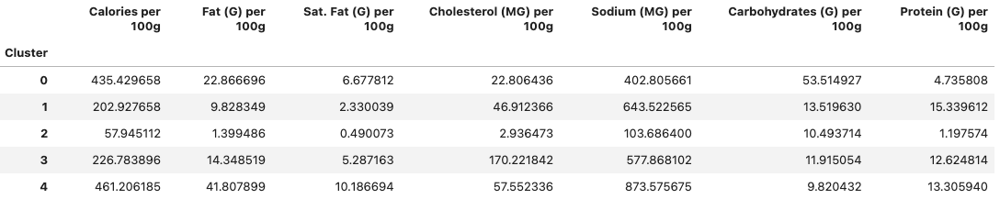 Calories per 100g Fat (G) per 100g Sat. Fat (G) per 100g Cholesterol (MG) per 100g Sodium (MG) per 100g Carbohydrates (G) per 100g Protein (G) per 100g
Cluster
0 435.429658 22.866696 6.677812 22.806436 402.805661 53.514927 4.735808
1 202.927658 9.828349 2.330039 46.912366 643.522565 13.519630 15.339612
2 57.945112 1.399486 0.490073 2.936473 103.686400 10.493714 1.197574
3 226.783896 14.348519 5.287163 170.221842 577.868102 11.915054 12.624814
4 461.206185 41.807899 10.186694 57.552336 873.575675 9.820432 13.305940